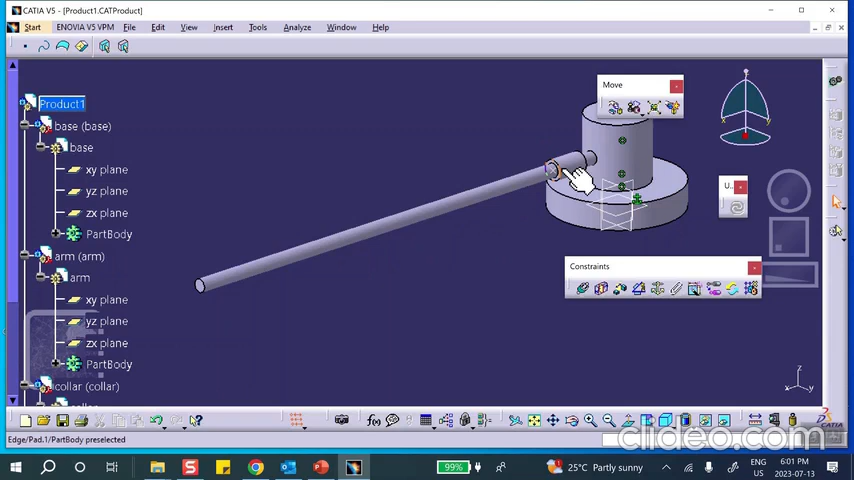 CATIA V5 - [Product1.CATProduct]
Start ENOVIA V5 VPM File Edit View Insert Tools Analyze Window Help
Product1
base (base)
base
xy plane
yz plane
zx plane
PartBody
arm (arm)
arm
xy plane
yz plane
zx plane
PartBody
collar (collar)
Move
U..
Constraints
z
x
y
z
x
y
Edge/Pad.1/PartBody preselected
clideo.com
CATIA
99%
25°C Partly sunny
ENG
US
6:01 PM
2023-07-13